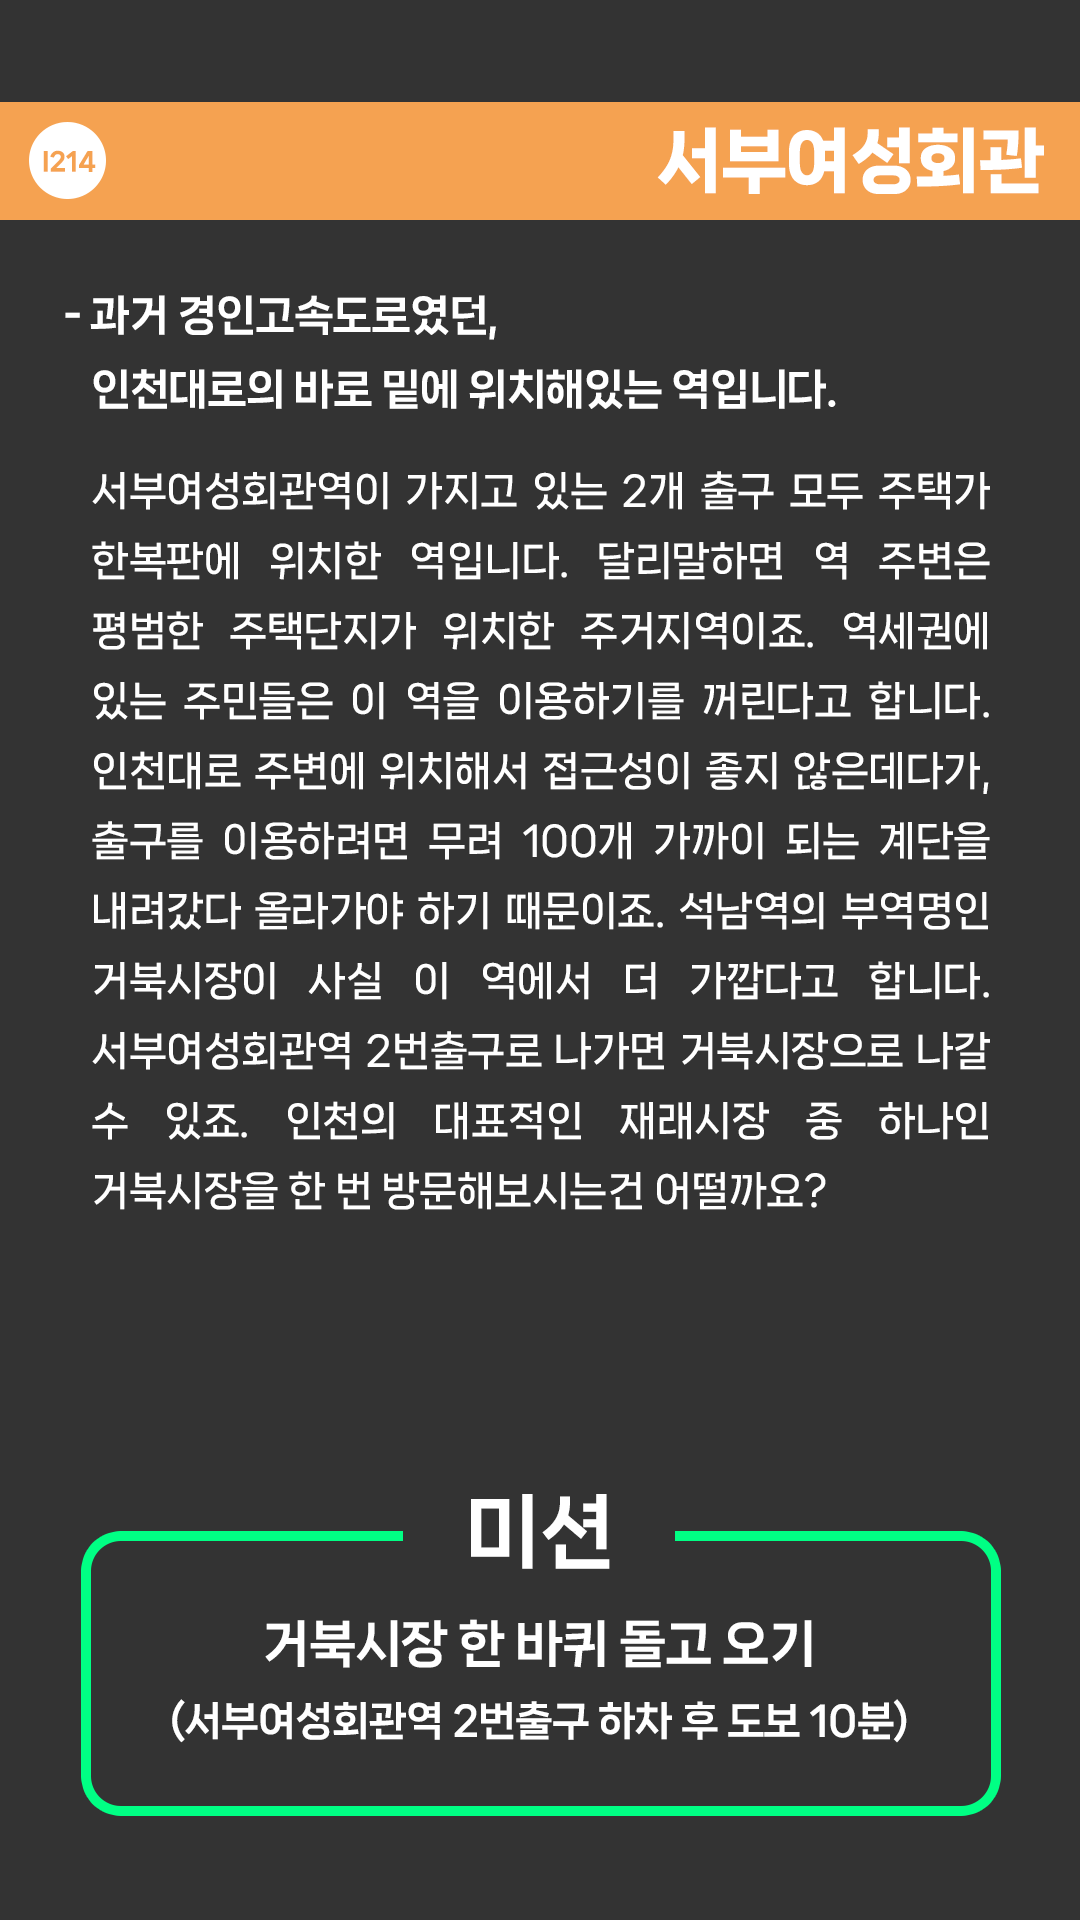 I214
서부여성회관
- 과거 경인고속도로였던,
인천대로의 바로 밑에 위치해있는 역입니다.
서부여성회관역이 가지고 있는 2개 출구 모두 주택가
한복판에 위치한 역입니다. 달리말하면 역 주변은
평범한 주택단지가 위치한 주거지역이죠. 역세권에
있는 주민들은 이 역을 이용하기를 꺼린다고 합니다.
인천대로 주변에 위치해서 접근성이 좋지 않은데다가,
출구를 이용하려면 무려 100개 가까이 되는 계단을
내려갔다 올라가야 하기 때문이죠. 석남역의 부역명인
거북시장이 사실 이 역에서 더 가깝다고 합니다.
서부여성회관역 2번출구로 나가면 거북시장으로 나갈
수 있죠. 인천의 대표적인 재래시장 중 하나인
거북시장을 한 번 방문해보시는건 어떨까요?
미션
거북시장 한 바퀴 돌고 오기
(서부여성회관역 2번출구 하차 후 도보 10분)